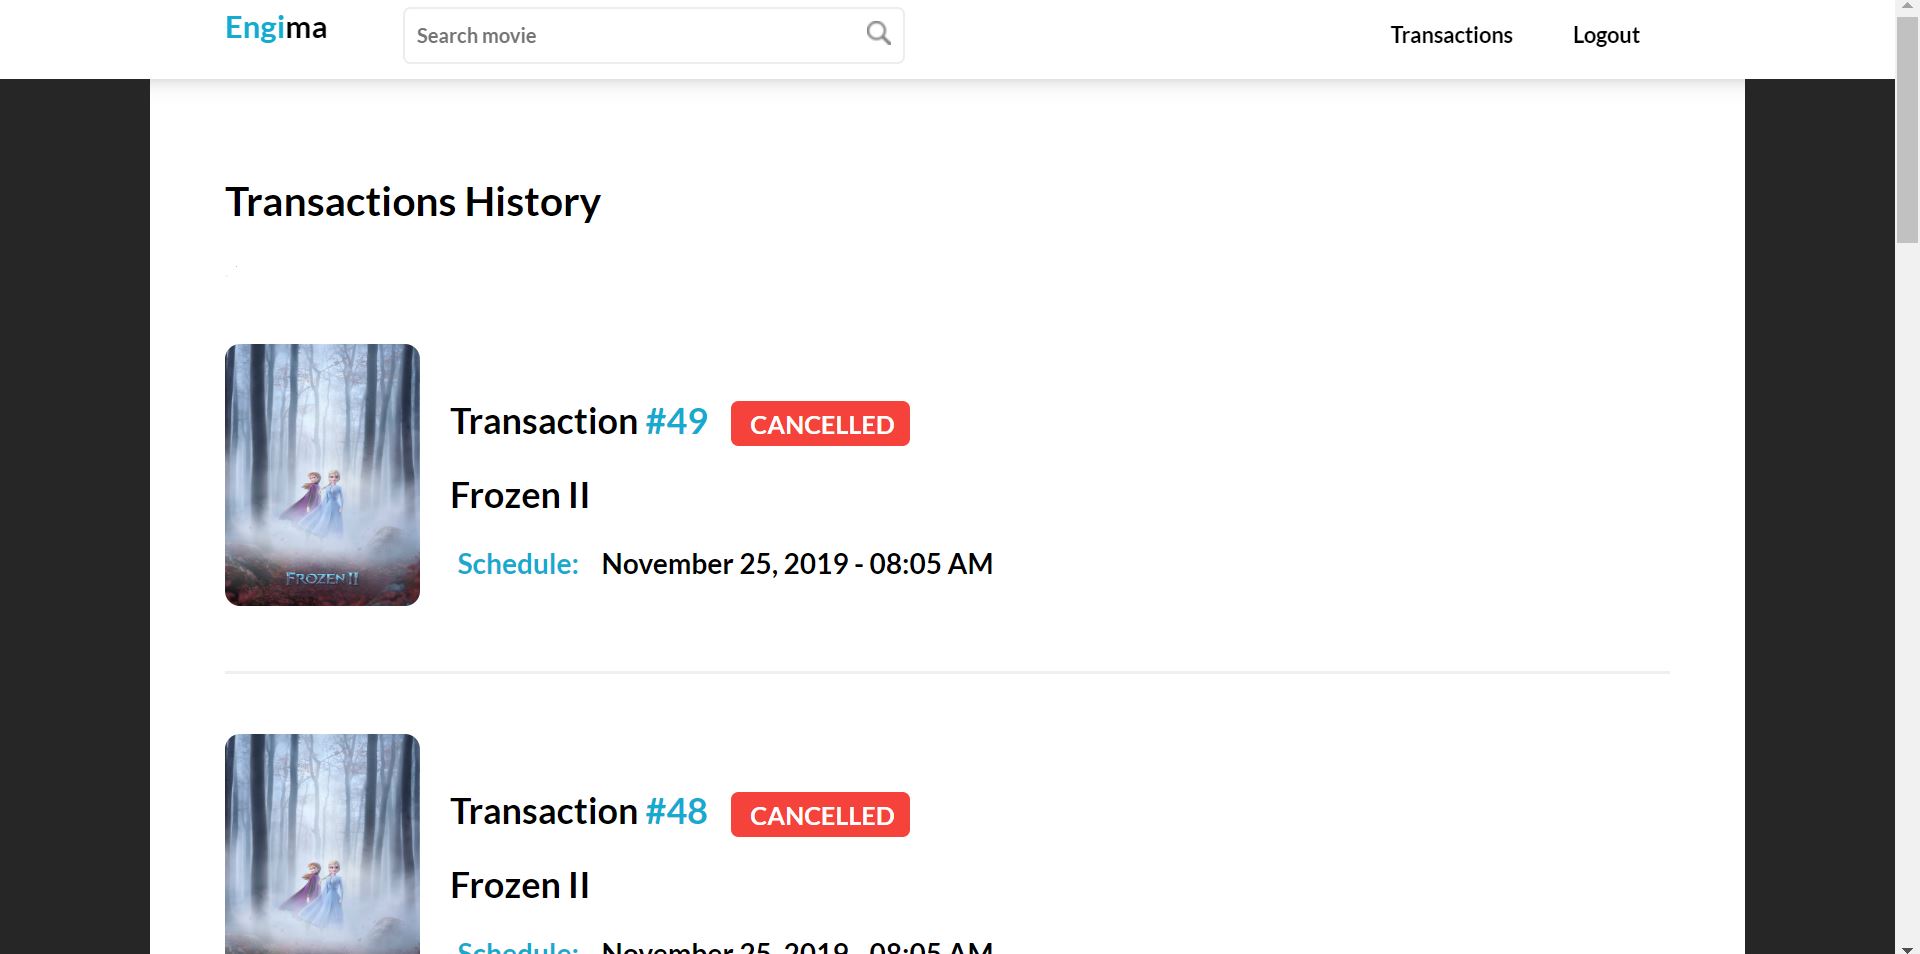 Engima
Search movie
Transactions
Logout
Transactions History
Transaction #49 CANCELLED
Frozen II
Schedule: November 25, 2019 - 08:05 AM
FROZEN II
Transaction #48 CANCELLED
Frozen II
Schedule: November 25, 2019 - 08:05 AM